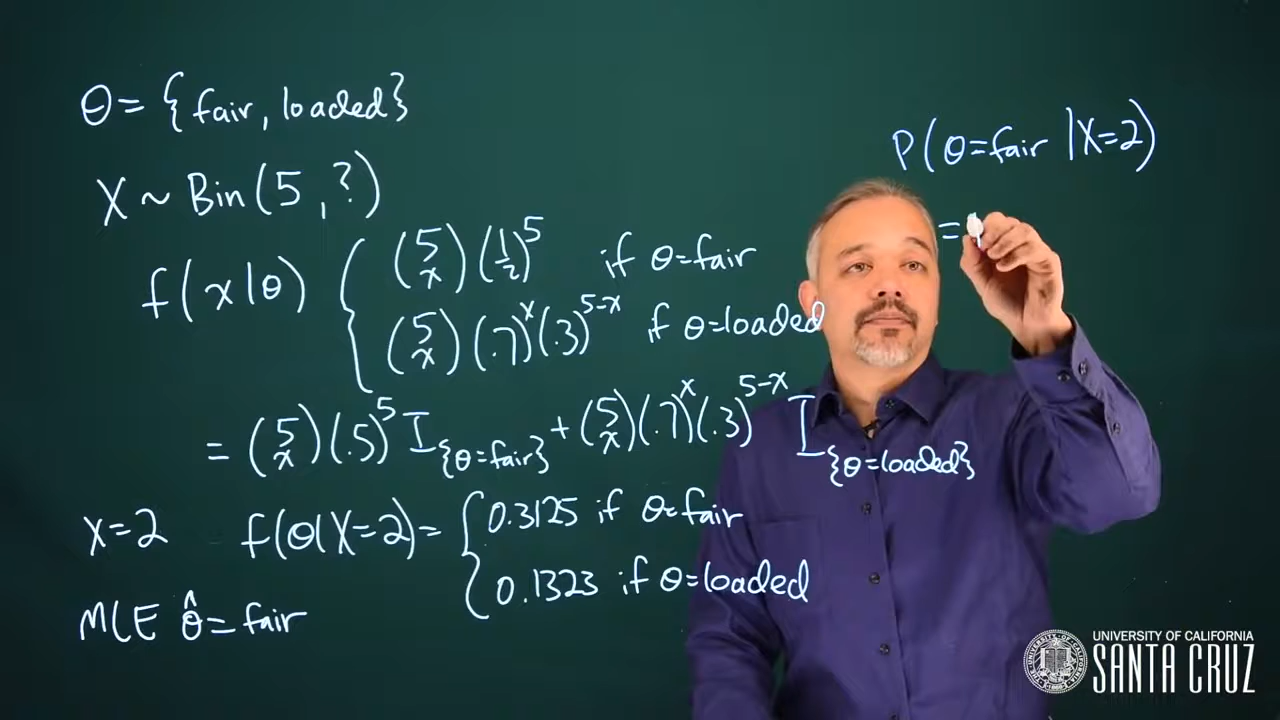 θ = {fair, loaded}
X ~ Bin(5, ?)
f(x|θ) { (5 x) (1/2)^5 if θ=fair
(5 x) (.7)^x (.3)^{5-x} if θ=loaded
= (5 x) (.5)^5 I_{θ=fair} + (5 x) (.7)^x (.3)^{5-x} I_{θ=loaded}
X=2 f(θ|X=2) = { 0.3125 if θ=fair
0.1323 if θ=loaded
MLE θ̂ = fair
P(θ=fair | X=2)
=
UNIVERSITY OF CALIFORNIA
SANTA CRUZ